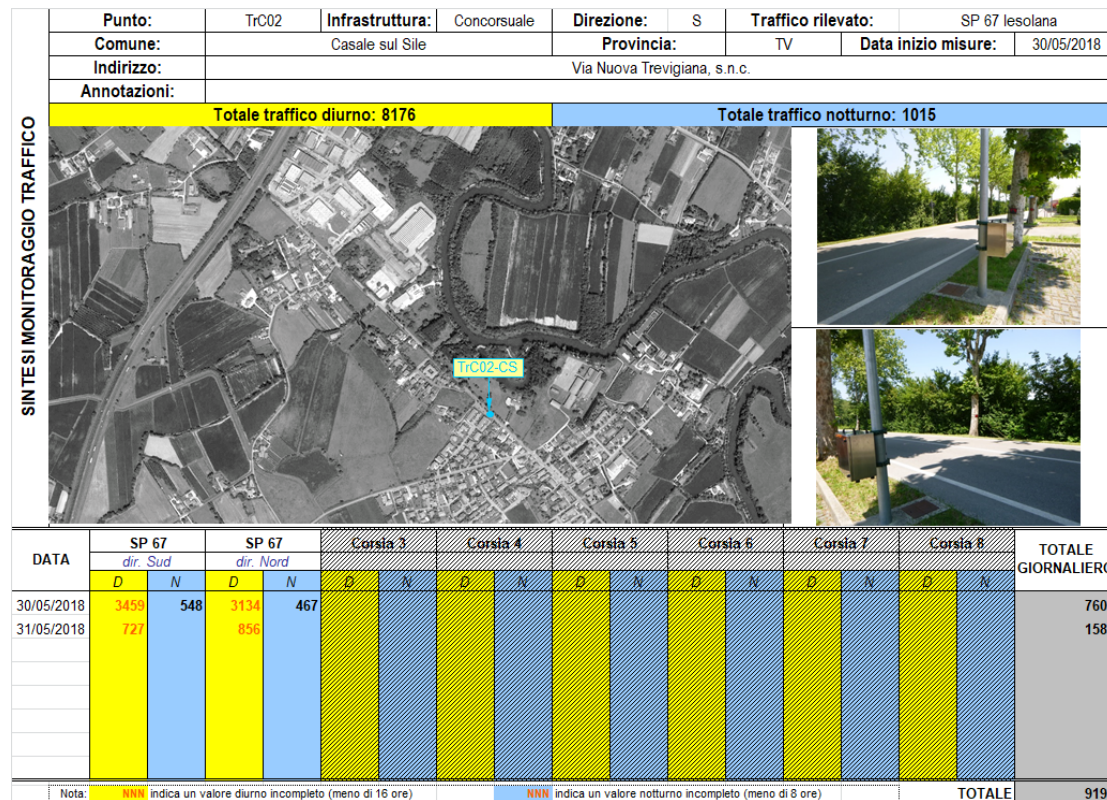 Punto: TrC02 Infrastruttura: Concorsuale Direzione: S Traffico rilevato: SP 67 Iesolana
Comune: Casale sul Sile Provincia: TV Data inizio misure: 30/05/2018
Indirizzo: Via Nuova Trevigiana, s.n.c.
Annotazioni:
Totale traffico diurno: 8176 Totale traffico notturno: 1015
SINTESI MONITORAGGIO TRAFFICO
TrC02-CS
DATA SP 67 SP 67 Corsia 3 Corsia 4 Corsia 5 Corsia 6 Corsia 7 Corsia 8 TOTALE GIORNALIERO
dir. Sud dir. Nord
D N D N D N D N D N D N D N D N
30/05/2018 3459 548 3134 467 760
31/05/2018 727 856 158
Nota: NNN indica un valore diurno incompleto (meno di 16 ore) NNN indica un valore notturno incompleto (meno di 8 ore) TOTALE 919